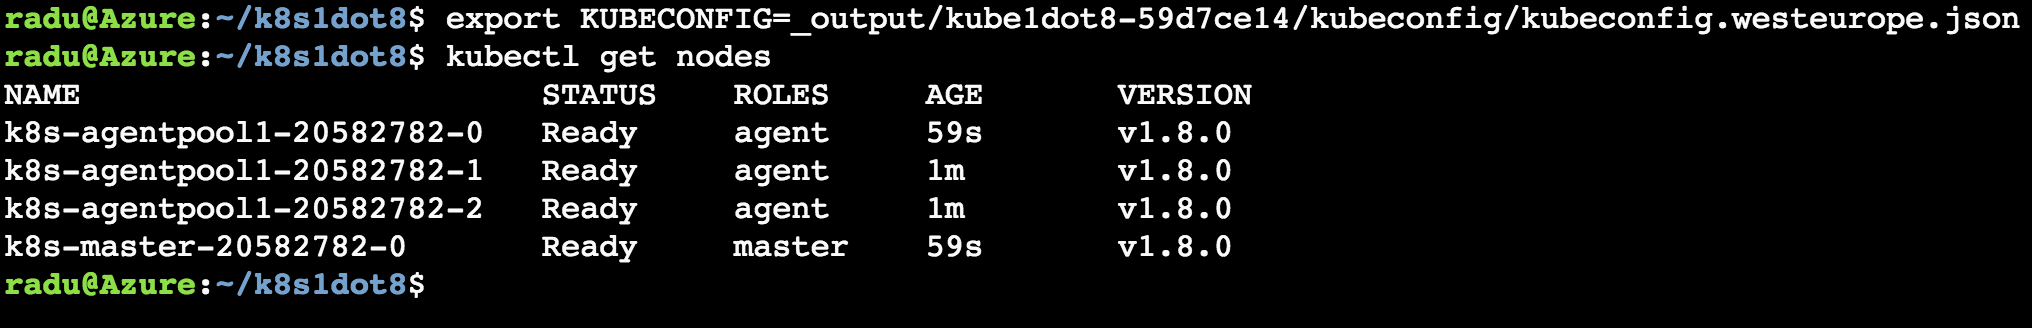 radu@Azure:~/k8s1dot8$ export KUBECONFIG=_output/kube1dot8-59d7ce14/kubeconfig/kubeconfig.westeurope.json
radu@Azure:~/k8s1dot8$ kubectl get nodes
NAME                        STATUS    ROLES     AGE       VERSION
k8s-agentpool1-20582782-0   Ready     agent     59s       v1.8.0
k8s-agentpool1-20582782-1   Ready     agent     1m        v1.8.0
k8s-agentpool1-20582782-2   Ready     agent     1m        v1.8.0
k8s-master-20582782-0       Ready     master    59s       v1.8.0
radu@Azure:~/k8s1dot8$